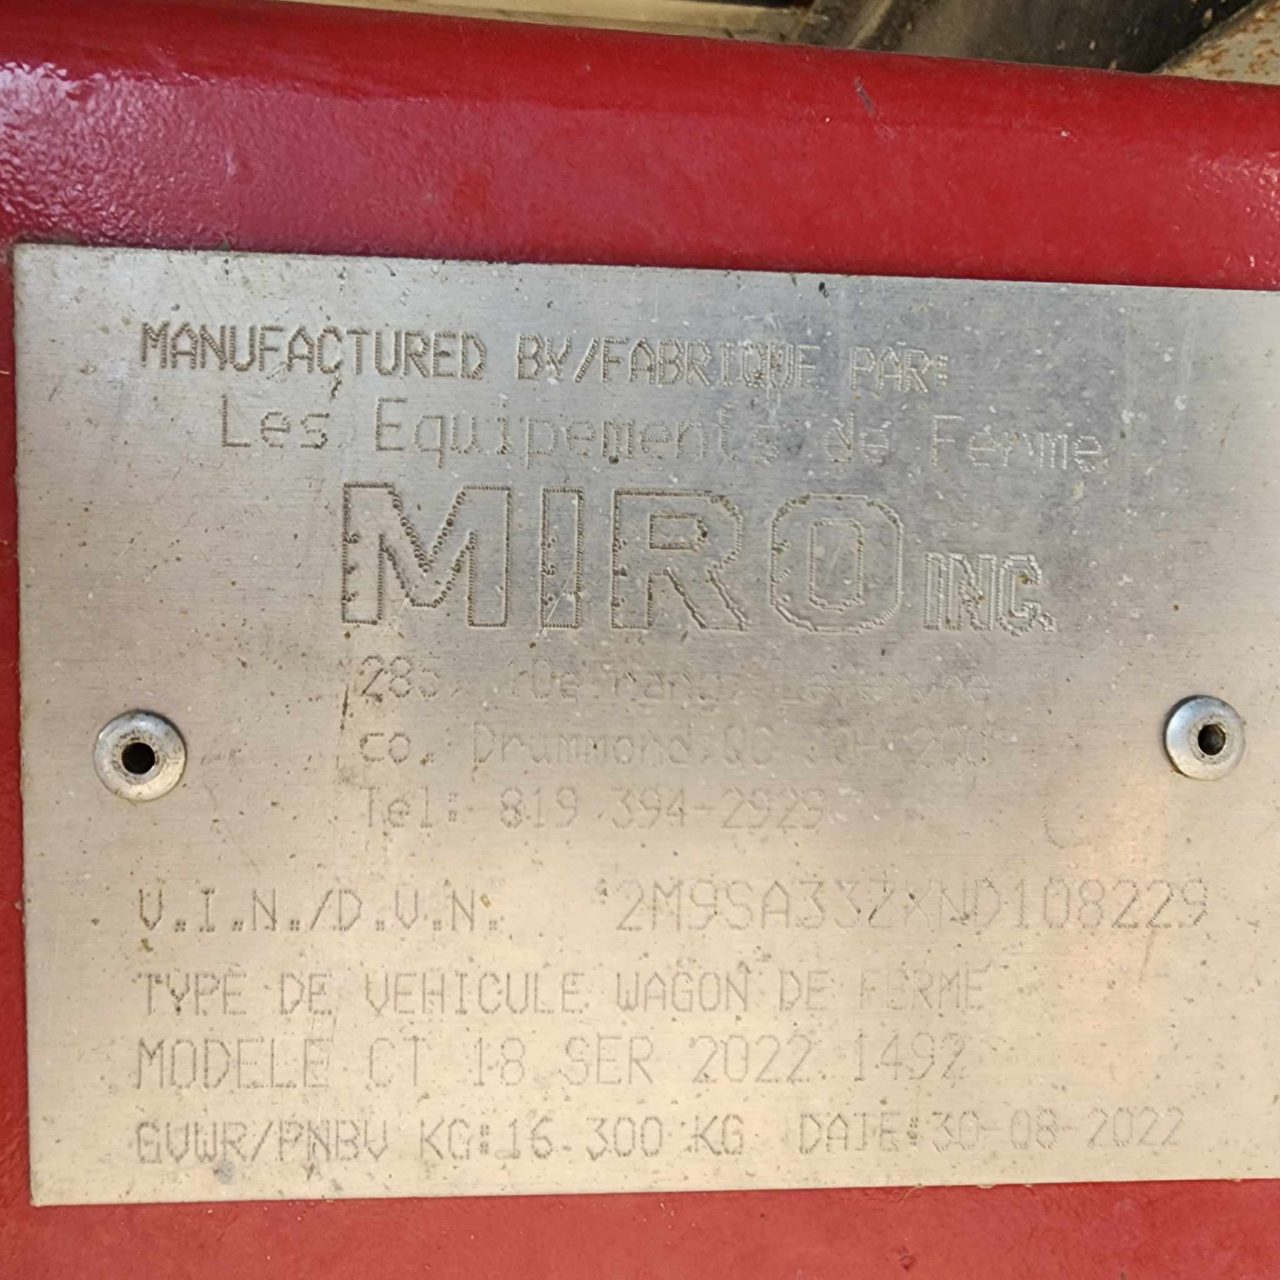 MANUFACTURED BY/FABRIQUE PAR:
Les Equipements de Ferme
MIRO INC.
co. Drummond QC
Tel: 819 394-2929
V.I.N./D.V.N. 2M9SA33ZXND108229
TYPE DE VEHICULE WAGON DE FERME
MODELE CT 18 SER 2022 1492
GVWR/PNBV KG:16 300 KG DATE:30-08-2022